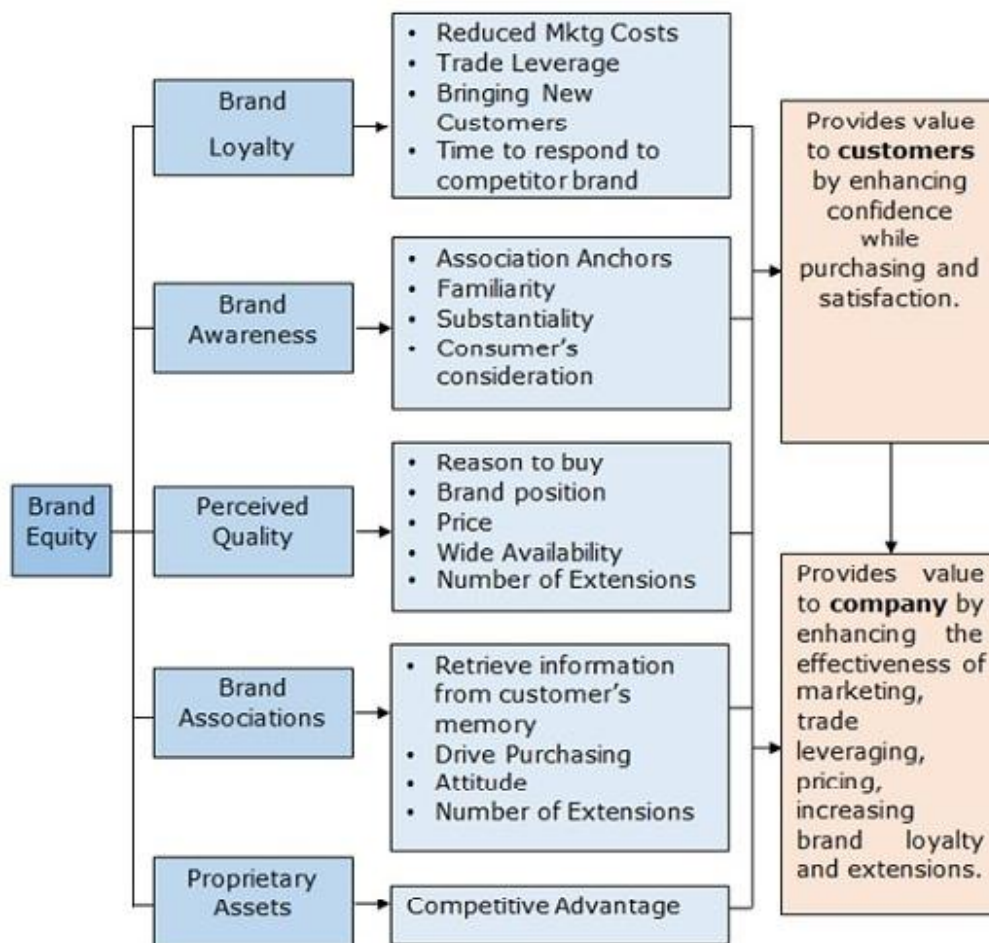 Brand
Loyalty
• Reduced Mktg Costs
• Trade Leverage
• Bringing New
Customers
• Time to respond to
competitor brand
Brand
Awareness
• Association Anchors
• Familiarity
• Substantiality
• Consumer's
consideration
Brand
Equity
Perceived
Quality
• Reason to buy
• Brand position
• Price
• Wide Availability
• Number of Extensions
Brand
Associations
• Retrieve information
from customer's
memory
• Drive Purchasing
• Attitude
• Number of Extensions
Proprietary
Assets
Competitive Advantage
Provides value
to customers
by enhancing
confidence
while
purchasing and
satisfaction.
Provides value
to company by
enhancing the
effectiveness of
marketing,
trade
leveraging,
pricing,
increasing
brand loyalty
and extensions.